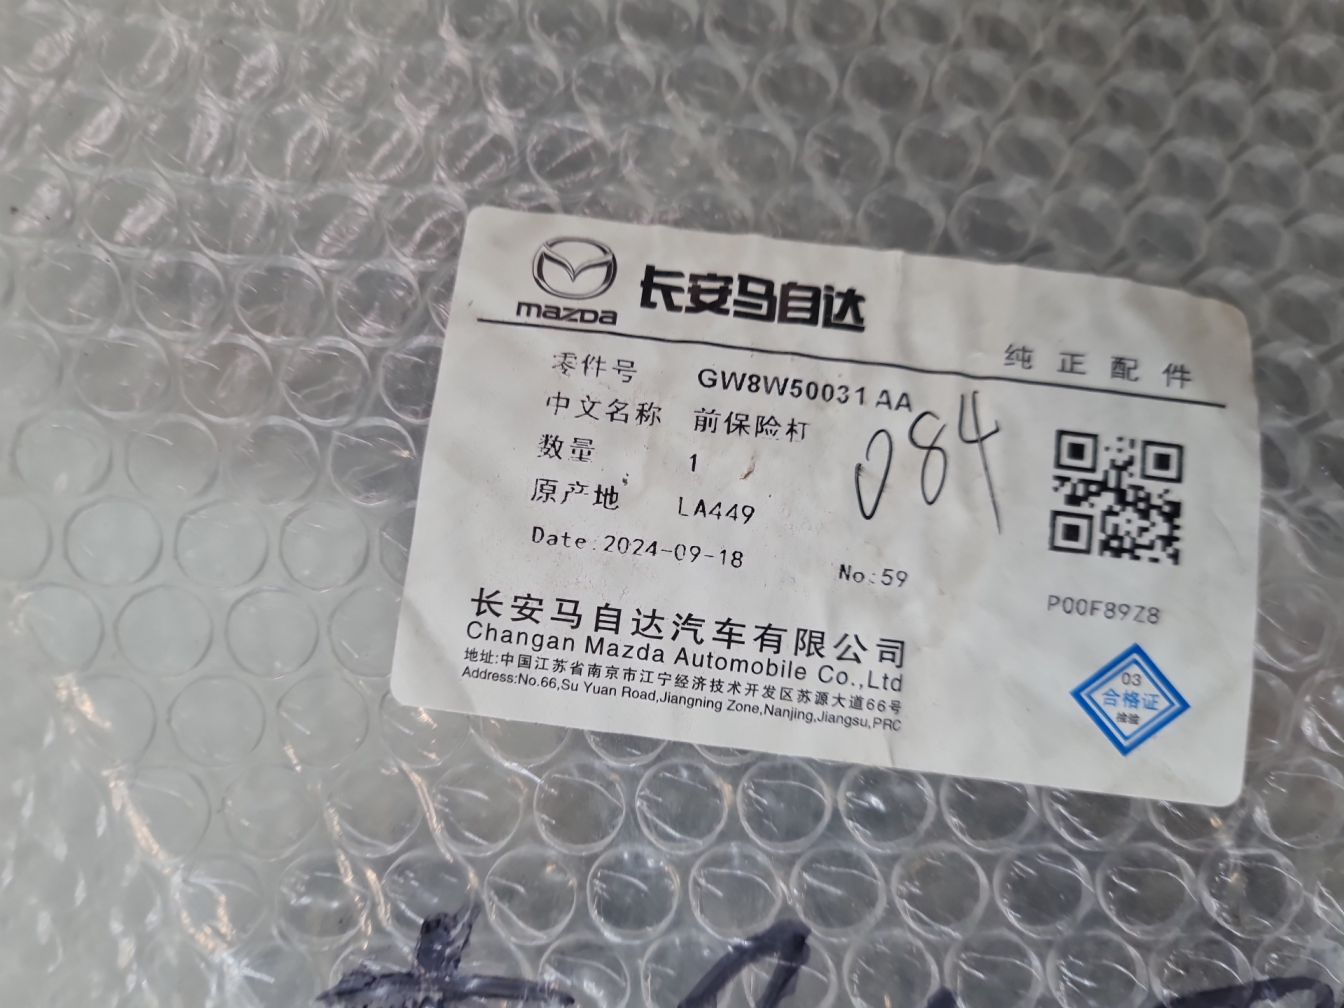 mazda 长安马自达
纯正配件
零件号 GW8W50031AA
中文名称 前保险杠
084
数量 1
原产地 LA449
Date:2024-09-18 No:59
P00F89Z8
长安马自达汽车有限公司
Changan Mazda Automobile Co.,Ltd
地址:中国江苏省南京市江宁经济技术开发区苏源大道66号
Address:No.66,Su Yuan Road,Jiangning Zone,Nanjing,Jiangsu,PRC
03
合格证
检验